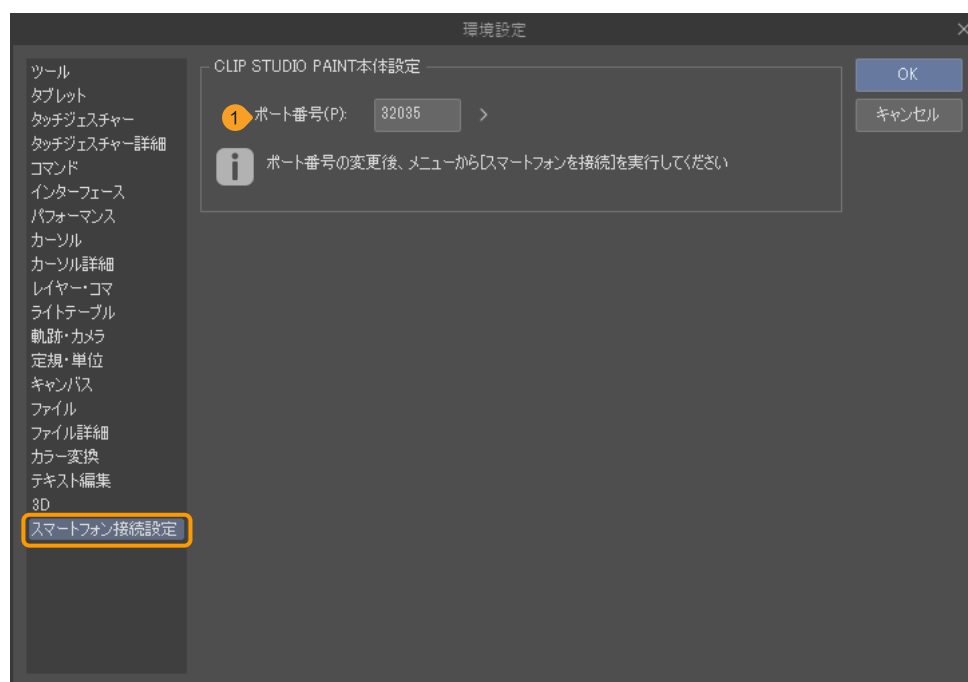 環境設定
ツール
タブレット
タッチジェスチャー
タッチジェスチャー詳細
コマンド
インターフェース
パフォーマンス
カーソル
カーソル詳細
レイヤー・コマ
ライトテーブル
軌跡・カメラ
定規・単位
キャンバス
ファイル
ファイル詳細
カラー変換
テキスト編集
3D
スマートフォン接続設定
CLIP STUDIO PAINT本体設定
1 ポート番号(P): 32035
ポート番号の変更後、メニューから[スマートフォンを接続]を実行してください
OK
キャンセル